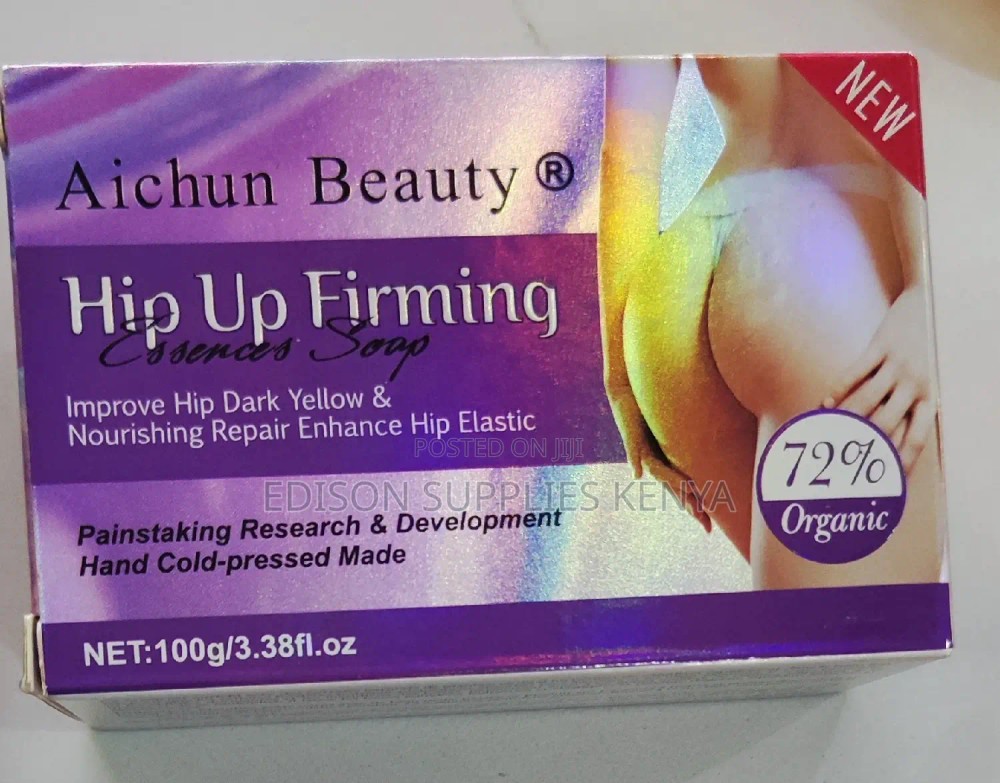 NEW
Aichun Beauty ®
Hip Up Firming
Essences Soap
Improve Hip Dark Yellow &
Nourishing Repair Enhance Hip Elastic
POSTED ON JIJI
EDISON SUPPLIES KENYA
72%
Organic
Painstaking Research & Development
Hand Cold-pressed Made
NET:100g/3.38fl.oz